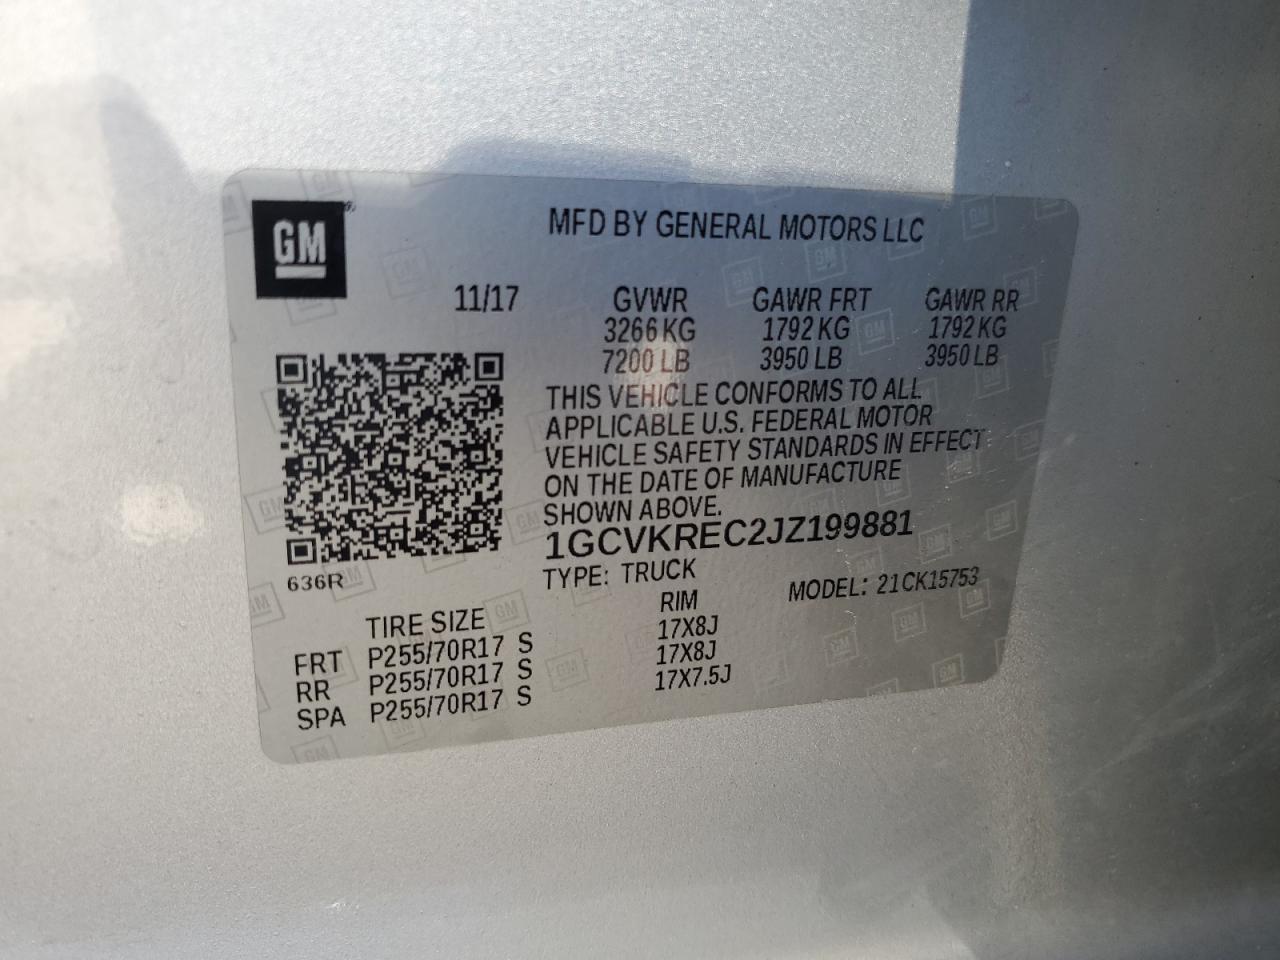 GM
MFD BY GENERAL MOTORS LLC
11/17 GVWR GAWR FRT GAWR RR
3266 KG 1792 KG 1792 KG
7200 LB 3950 LB 3950 LB
THIS VEHICLE CONFORMS TO ALL
APPLICABLE U.S. FEDERAL MOTOR
VEHICLE SAFETY STANDARDS IN EFFECT
ON THE DATE OF MANUFACTURE
SHOWN ABOVE.
1GCVKREC2JZ199881
636R
TYPE: TRUCK MODEL: 21CK15753
TIRE SIZE RIM
FRT P255/70R17 S 17X8J
RR P255/70R17 S 17X8J
SPA P255/70R17 S 17X7.5J